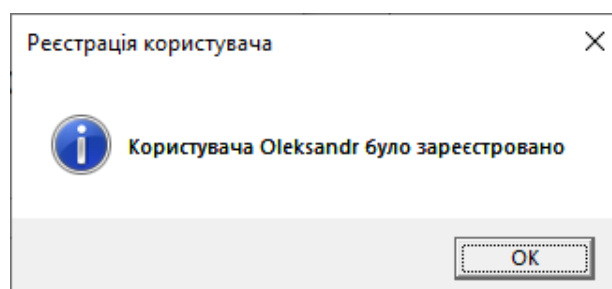 Реєстрація користувача
Користувача Oleksandr було зареєстровано
OK